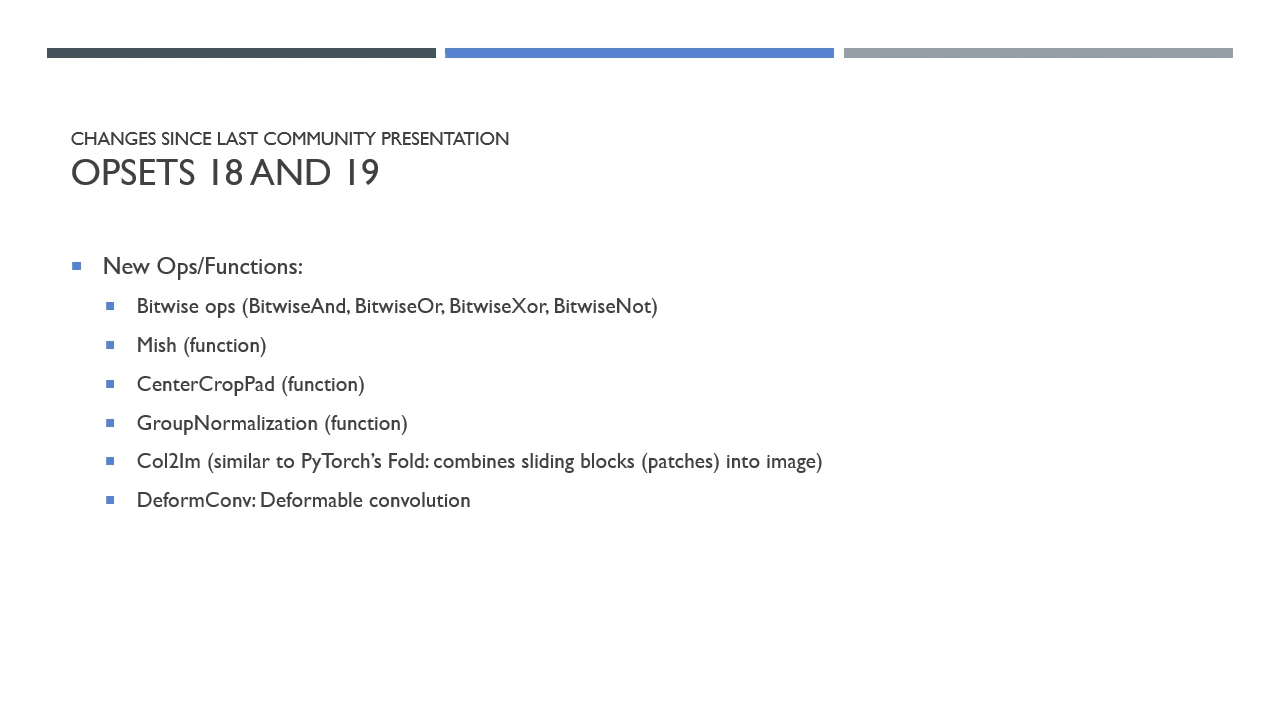 CHANGES SINCE LAST COMMUNITY PRESENTATION
OPSETS 18 AND 19
New Ops/Functions:
Bitwise ops (BitwiseAnd, BitwiseOr, BitwiseXor, BitwiseNot)
Mish (function)
CenterCropPad (function)
GroupNormalization (function)
Col2Im (similar to PyTorch’s Fold: combines sliding blocks (patches) into image)
DeformConv: Deformable convolution